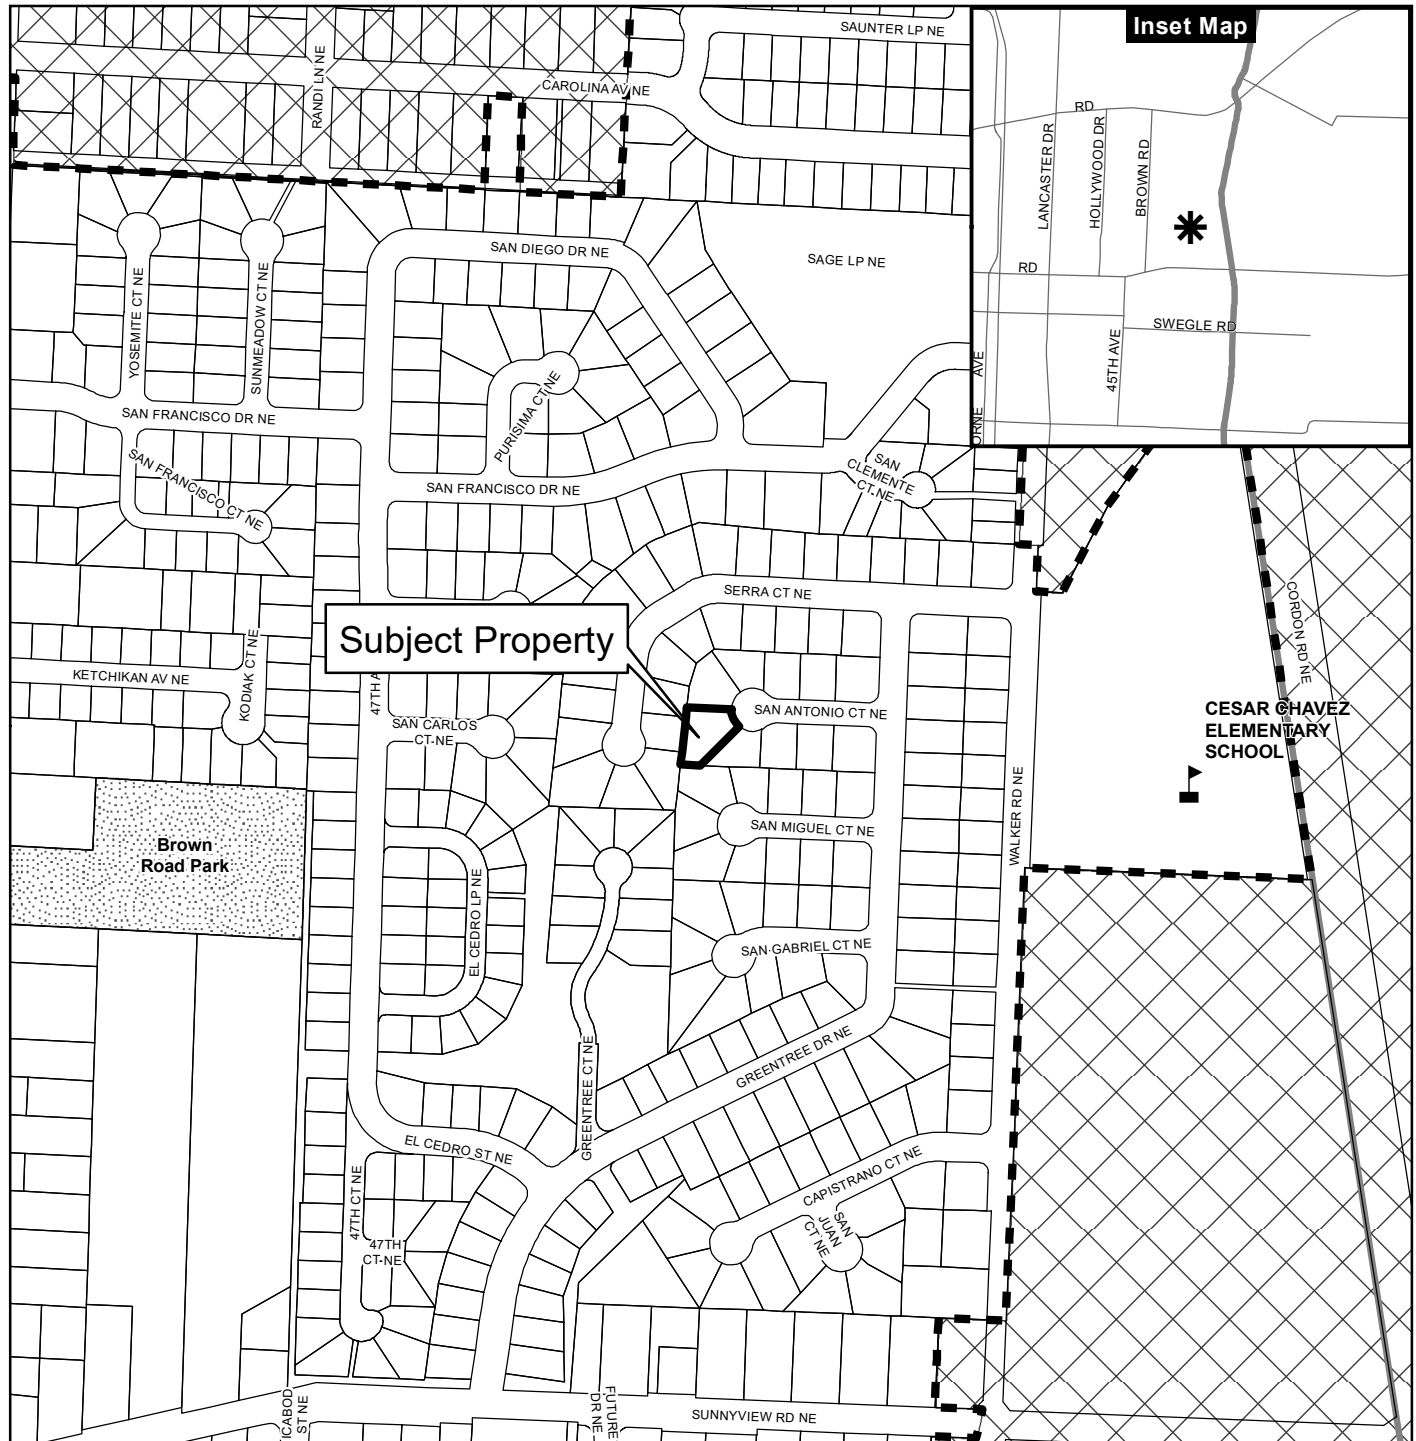 SAUNTER LP NE
Inset Map
RANDI LN NE
CAROLINA AV NE
RD
LANCASTER DR
HOLLYWOOD DR
BROWN RD
RD
SWEGLE RD
45TH AVE
AVE
ORNE
SAN DIEGO DR NE
SAGE LP NE
YOSEMITE CT NE
SUNMEADOW CT NE
PURISIMA CT NE
SAN FRANCISCO DR NE
SAN FRANCISCO CT NE
SAN FRANCISCO DR NE
SAN
CLEMENTE
CT NE
SERRA CT NE
CORDON RD NE
Subject Property
KETCHIKAN AV NE
KODIAK CT NE
47TH A
SAN CARLOS
CT NE
SAN ANTONIO CT NE
CESAR CHAVEZ
ELEMENTARY
SCHOOL
WALKER RD NE
SAN MIGUEL CT NE
Brown
Road Park
EL CEDRO LP NE
SAN GABRIEL CT NE
GREENTREE DR NE
GREENTREE CT NE
EL CEDRO ST NE
CAPISTRANO CT NE
SAN
JUAN
CT NE
47TH CT NE
47TH
CT NE
ICABOD
ST NE
FUTURE
DR NE
SUNNYVIEW RD NE